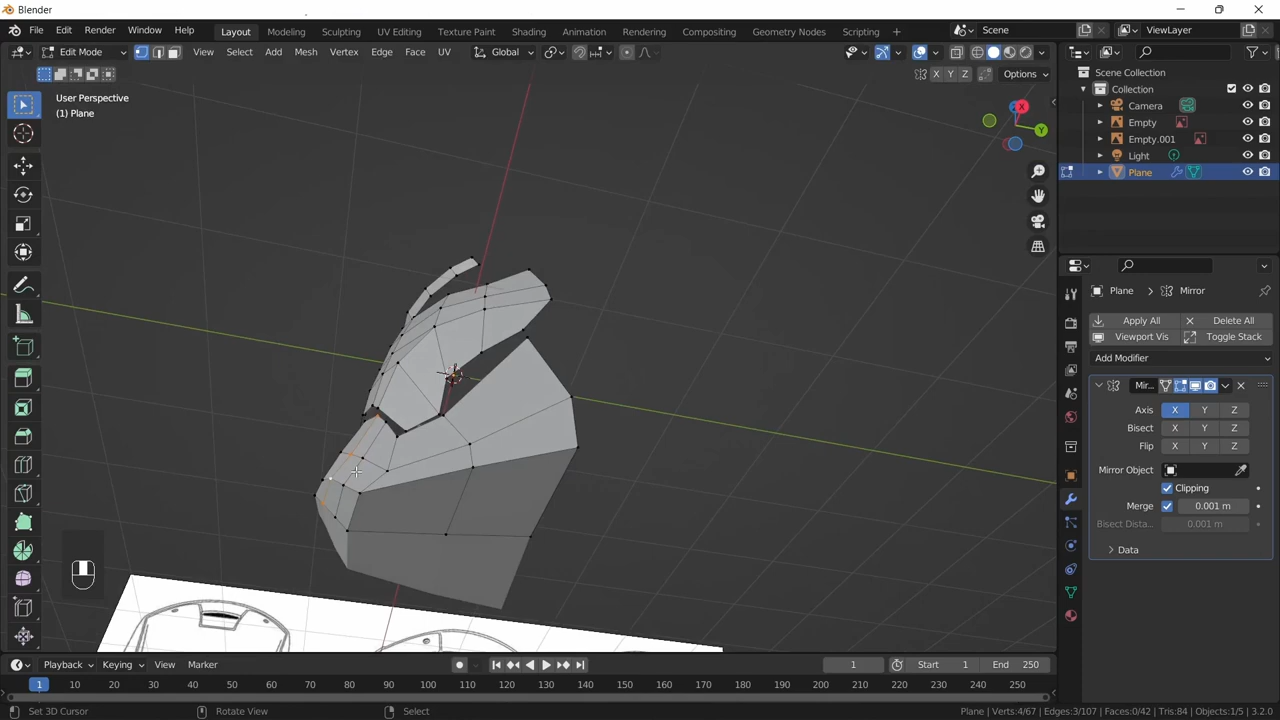 Blender
File Edit Render Window Help
Layout Modeling Sculpting UV Editing Texture Paint Shading Animation Rendering Compositing Geometry Nodes Scripting +
Scene
ViewLayer
Edit Mode
View Select Add Mesh Vertex Edge Face UV
Global
X Y Z
Options
User Perspective
(1) Plane
X
Y
Scene Collection
Collection
Camera
Empty
Empty.001
Light
Plane
Plane > Mirror
Apply All
Delete All
Viewport Vis
Toggle Stack
Add Modifier
Mir...
Axis X Y Z
Bisect X Y Z
Flip X Y Z
Mirror Object
Clipping
Merge 0.001 m
Bisect Dista... 0.001 m
Data
Playback Keying View Marker
1
Start 1
End 250
1 10 20 30 40 50 60 70 80 90 100 110 120 130 140 150 160 170 180 190 200 210 220 230 240 250
Set 3D Cursor
Rotate View
Select
Plane | Verts:4/67 | Edges:3/107 | Faces:0/42 | Tris:84 | Objects:1/5 | 3.2.0